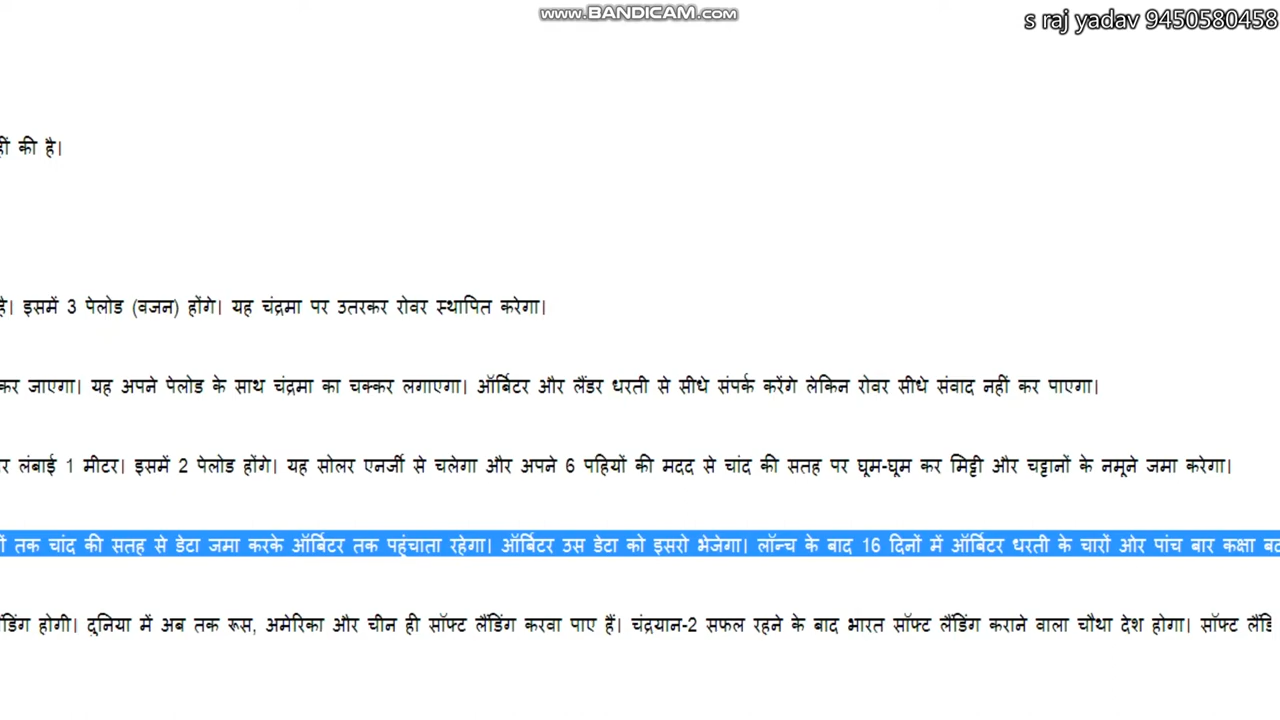 www.BANDICAM.com
s raj yadav 9450580458
की है।
है। इसमें 3 पेलोड (वजन) होंगे। यह चंद्रमा पर उतरकर रोवर स्थापित करेगा।
कर जाएगा। यह अपने पेलोड के साथ चंद्रमा का चक्कर लगाएगा। ऑर्बिटर और लैंडर धरती से सीधे संपर्क करेंगे लेकिन रोवर सीधे संवाद नहीं कर पाएगा।
लंबाई 1 मीटर। इसमें 2 पेलोड होंगे। यह सोलर एनर्जी से चलेगा और अपने 6 पहियों की मदद से चांद की सतह पर घूम-घूम कर मिट्टी और चट्टानों के नमूने जमा करेगा।
तक चांद की सतह से डेटा जमा करके ऑर्बिटर तक पहुंचाता रहेगा। ऑर्बिटर उस डेटा को इसरो भेजेगा। लॉन्च के बाद 16 दिनों में ऑर्बिटर धरती के चारों ओर पांच बार कक्षा
होगी। दुनिया में अब तक रूस, अमेरिका और चीन ही सॉफ्ट लैंडिंग करवा पाए हैं। चंद्रयान-2 सफल रहने के बाद भारत सॉफ्ट लैंडिंग कराने वाला चौथा देश होगा। सॉफ्ट